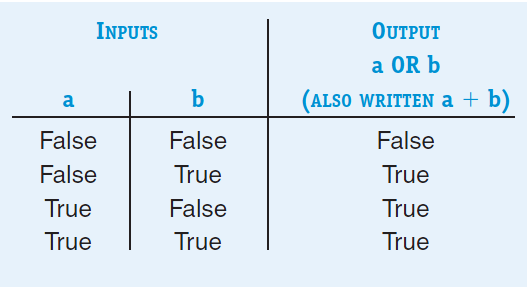 INPUTS OUTPUT
a OR b
a b (ALSO WRITTEN a + b)
False False False
False True True
True False True
True True True